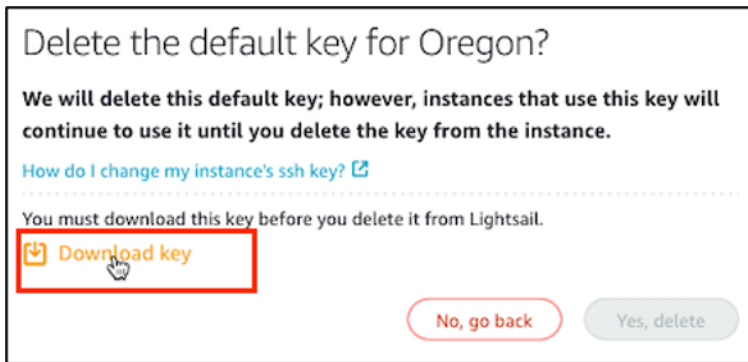 Delete the default key for Oregon?
We will delete this default key; however, instances that use this key will
continue to use it until you delete the key from the instance.
How do I change my instance's ssh key?
You must download this key before you delete it from Lightsail.
Download key
No, go back
Yes, delete